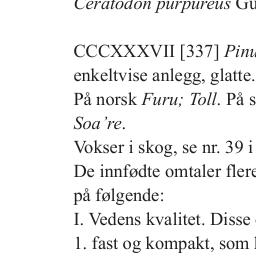 Ceratodon purpureus Gu
CCCXXXVII [337] Pinu
enkeltvise anlegg, glatte.
På norsk Furu; Toll. På s
Soa’re.
Vokser i skog, se nr. 39 i
De innfødte omtaler flere
på følgende:
I. Vedens kvalitet. Disse
1. fast og kompakt, som